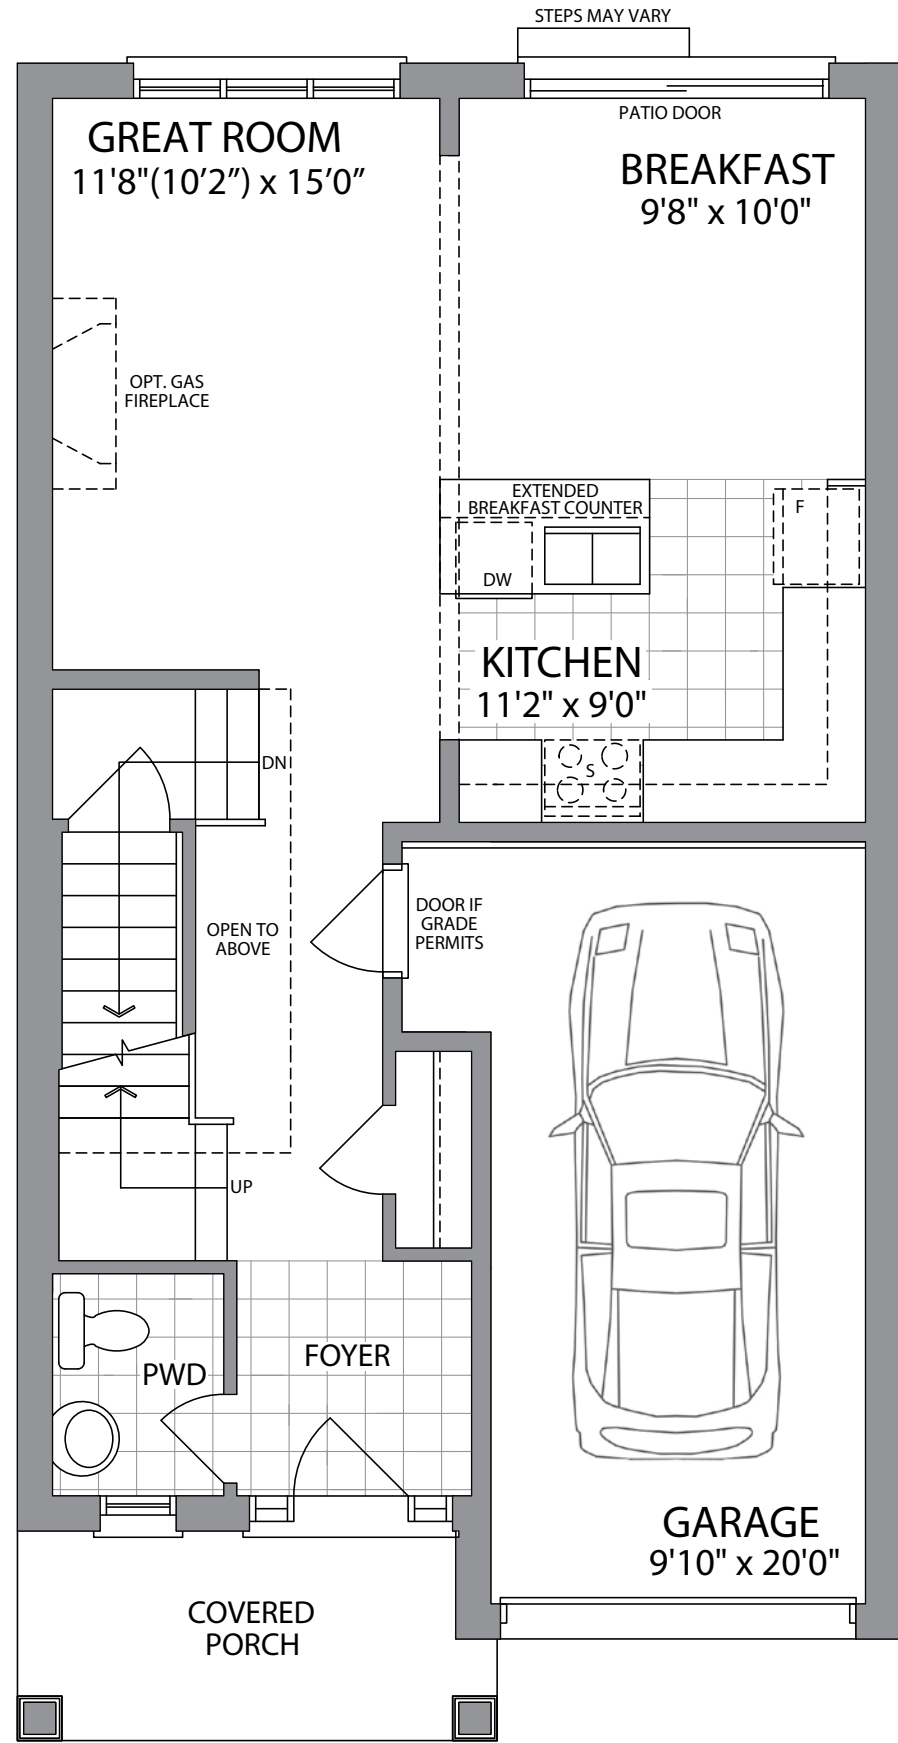 STEPS MAY VARY
PATIO DOOR
GREAT ROOM
11'8"(10’2”) x 15’0”
BREAKFAST
9'8" x 10'0"
OPT. GAS
FIREPLACE
EXTENDED
BREAKFAST COUNTER
F
DW
KITCHEN
11'2" x 9'0"
S
DN
OPEN TO
ABOVE
DOOR IF
GRADE
PERMITS
UP
FOYER
PWD
GARAGE
9'10" x 20'0"
COVERED
PORCH